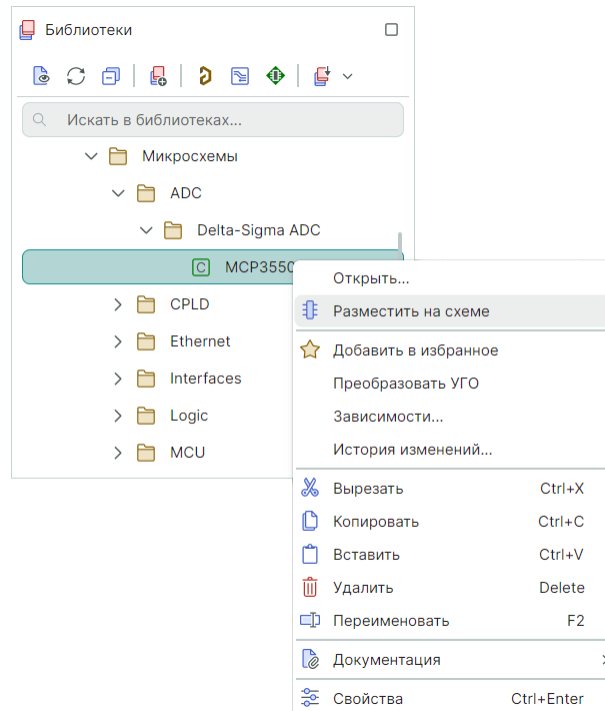 Библиотеки
Искать в библиотеках...
Микросхемы
ADC
Delta-Sigma ADC
C MCP3550
CPLD
Ethernet
Interfaces
Logic
MCU
Открыть...
Разместить на схеме
Добавить в избранное
Преобразовать УГО
Зависимости...
История изменений...
Вырезать Ctrl+X
Копировать Ctrl+C
Вставить Ctrl+V
Удалить Delete
Переименовать F2
Документация
Свойства Ctrl+Enter